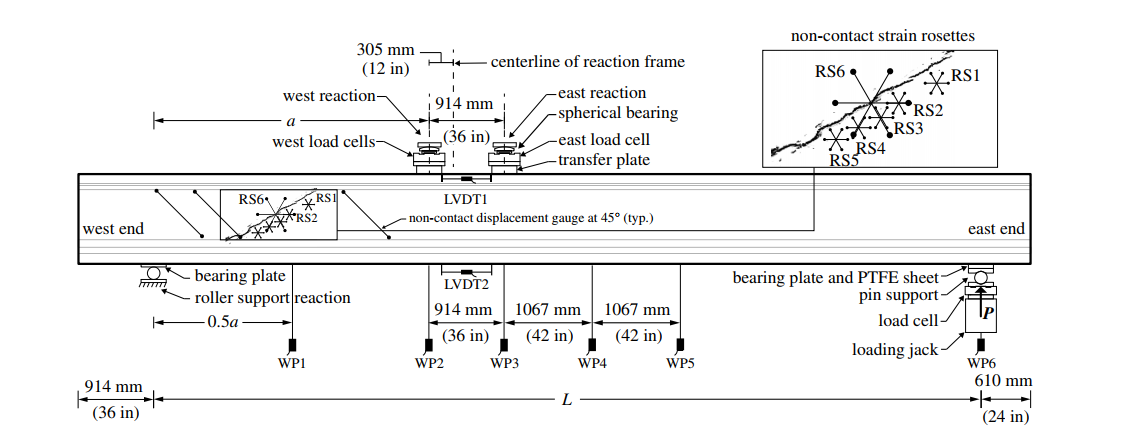 non-contact strain rosettes
305 mm
(12 in)
centerline of reaction frame
RS6
RS1
RS2
RS3
RS4
RS5
west reaction
914 mm
(36 in)
east reaction
spherical bearing
a
west load cells
east load cell
transfer plate
LVDT1
RS6
RS1
RS2
non-contact displacement gauge at 45° (typ.)
west end
east end
bearing plate
roller support reaction
LVDT2
bearing plate and PTFE sheet
pin support
load cell
P
loading jack
0.5a
914 mm
(36 in)
1067 mm
(42 in)
1067 mm
(42 in)
WP1
WP2
WP3
WP4
WP5
WP6
914 mm
(36 in)
L
610 mm
(24 in)